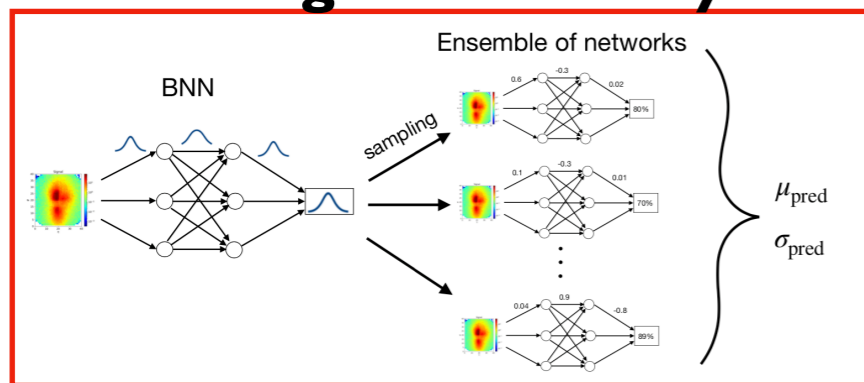 Ensemble of networks
BNN
sampling
0.6
-0.3
0.02
80%
0.1
-0.3
0.01
70%
0.04
0.9
-0.8
89%
μpred
σpred